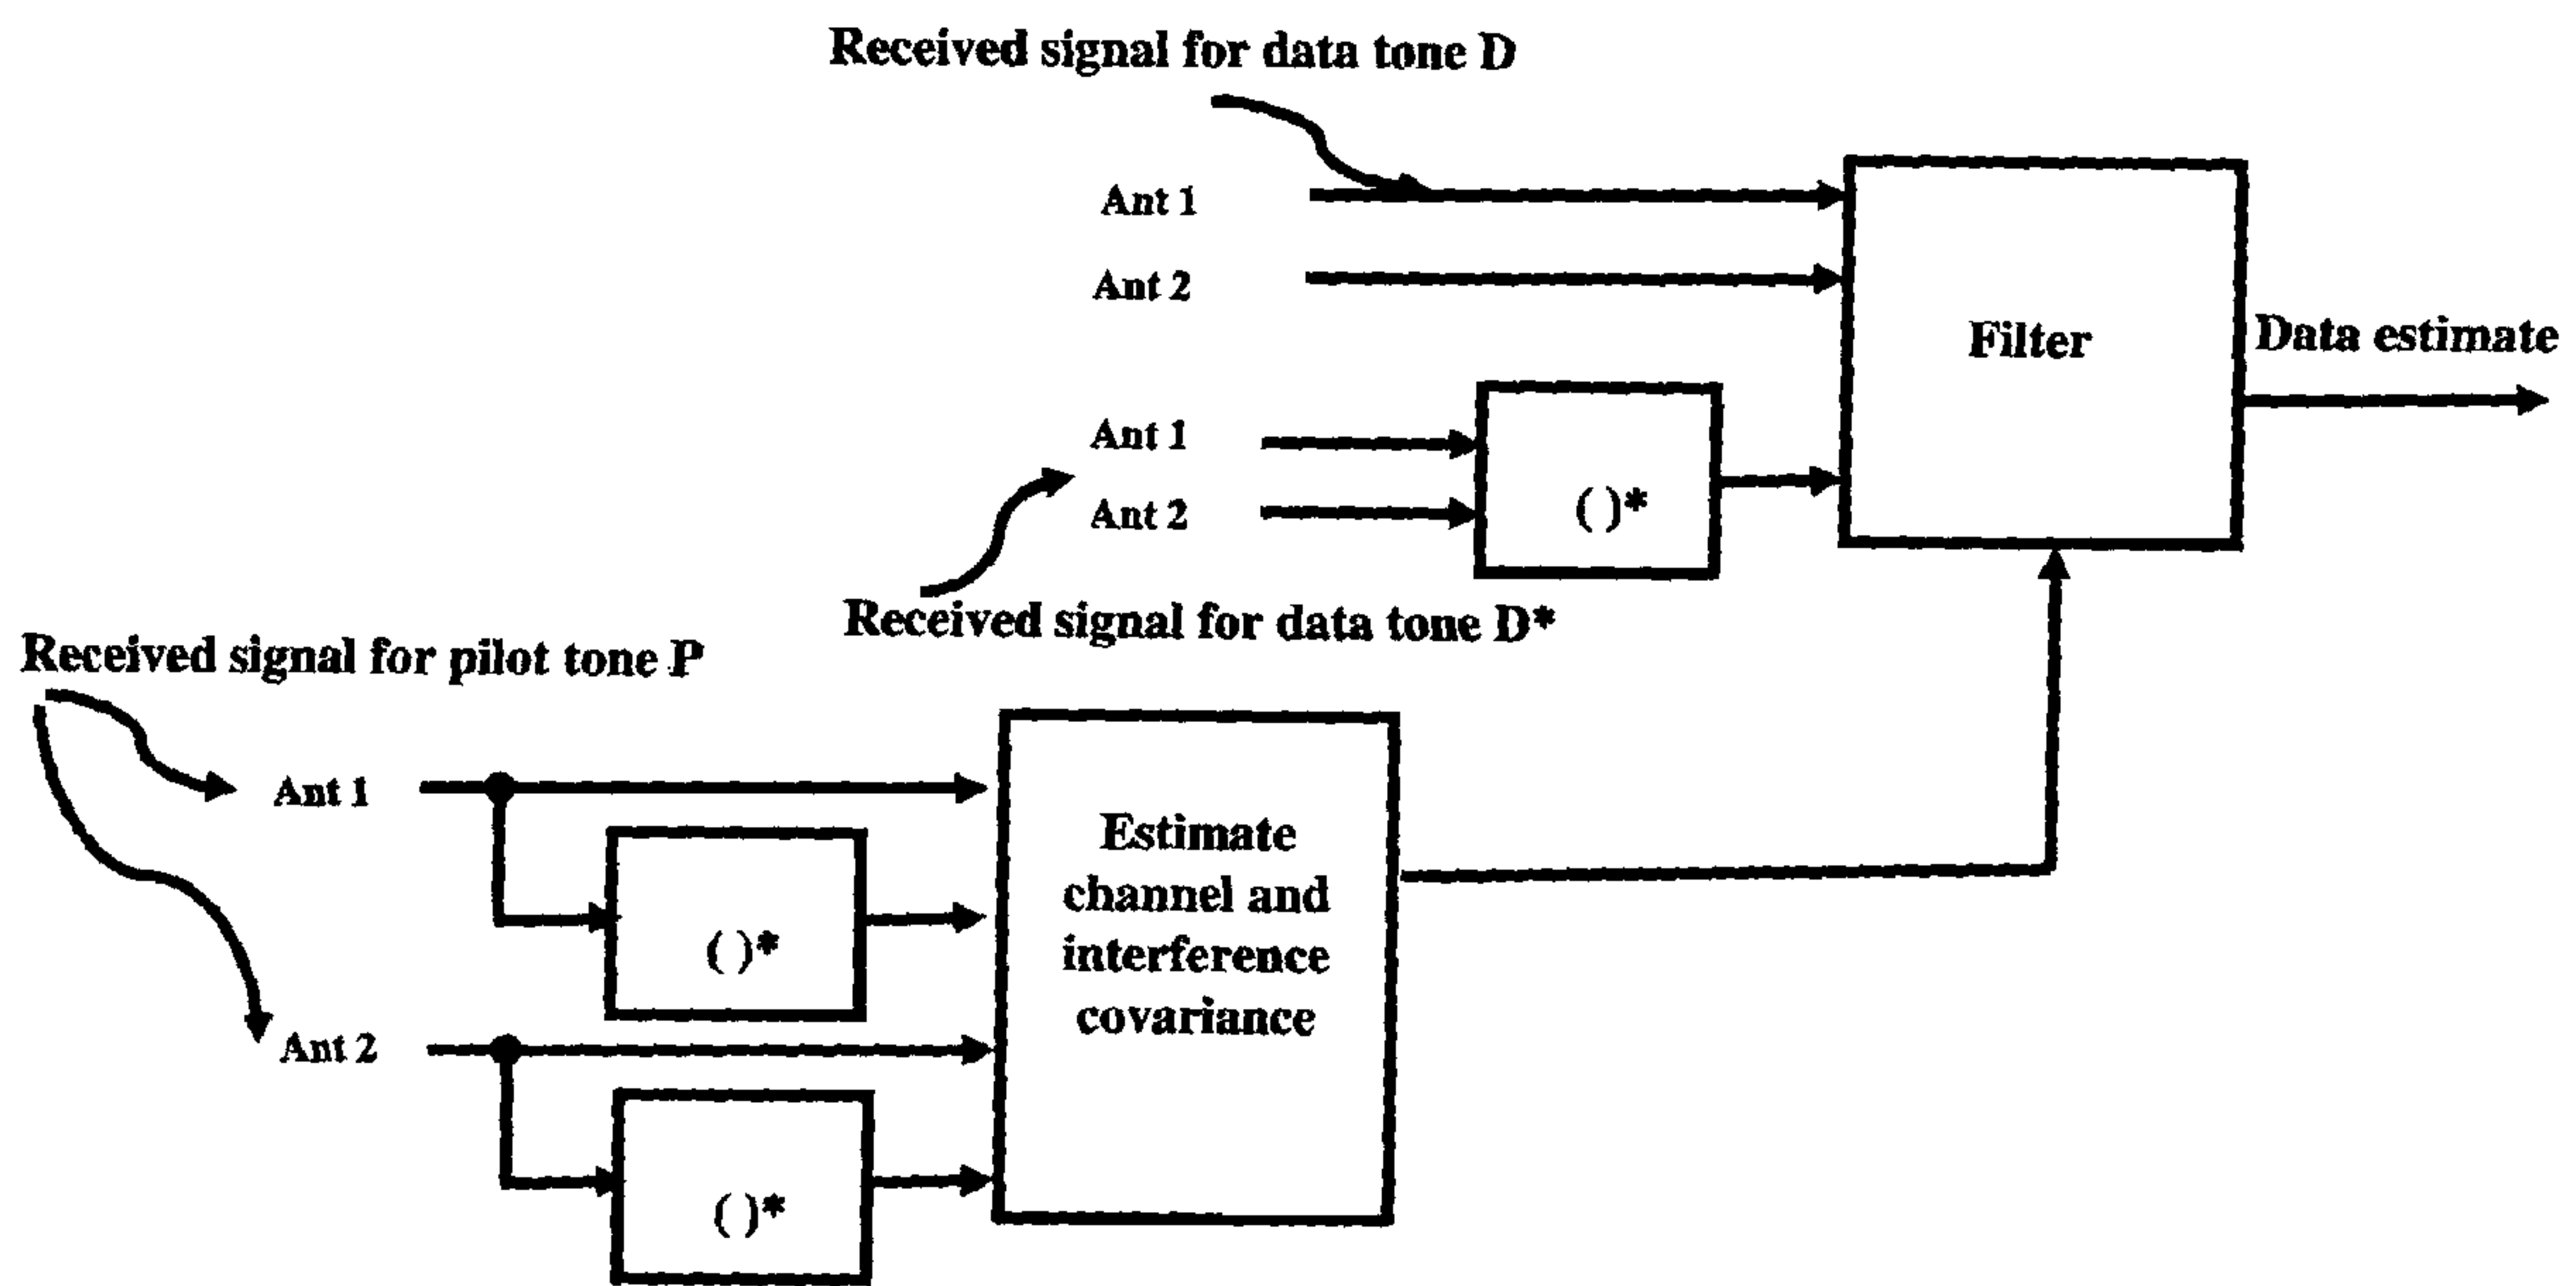 Received signal for data tone D
Ant 1
Ant 2
Filter
Data estimate
Ant 1
Ant 2
( )*
Received signal for data tone D*
Received signal for pilot tone P
Ant 1
( )*
Ant 2
( )*
Estimate
channel and
interference
covariance